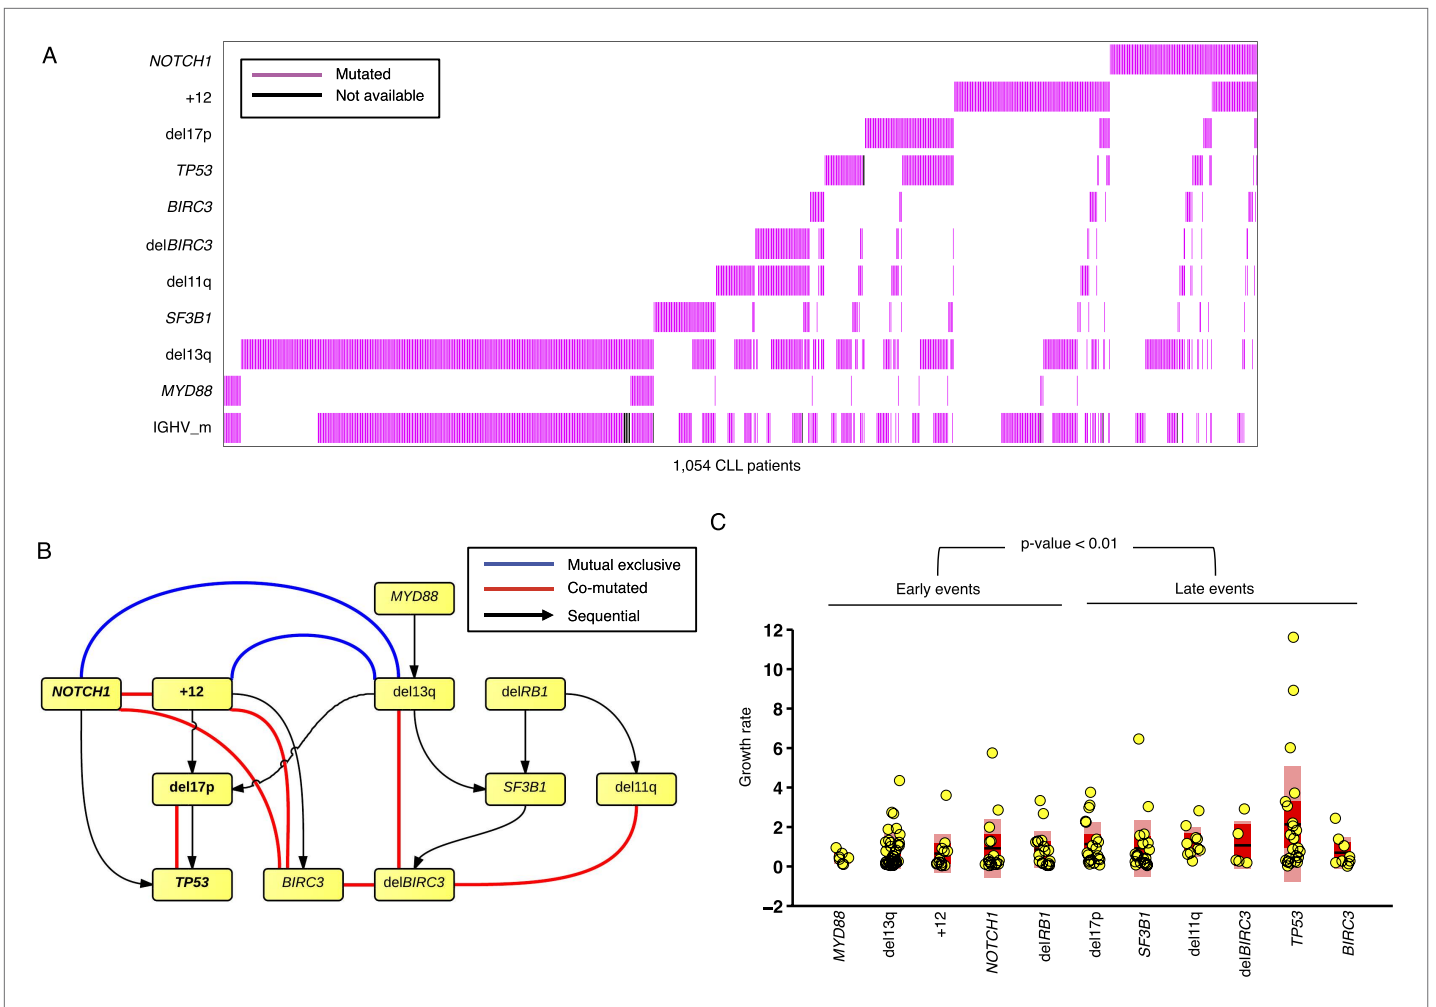 A
NOTCH1
+12
del17p
TP53
BIRC3
delBIRC3
del11q
SF3B1
del13q
MYD88
IGHV_m
Mutated
Not available
1,054 CLL patients
B
Mutual exclusive
Co-mutated
Sequential
MYD88
NOTCH1
+12
del13q
delRB1
del17p
SF3B1
del11q
TP53
BIRC3
delBIRC3
C
p-value < 0.01
Early events
Late events
Growth rate
12
10
8
6
4
2
0
−2
MYD88
del13q
+12
NOTCH1
delRB1
del17p
SF3B1
del11q
delBIRC3
TP53
BIRC3